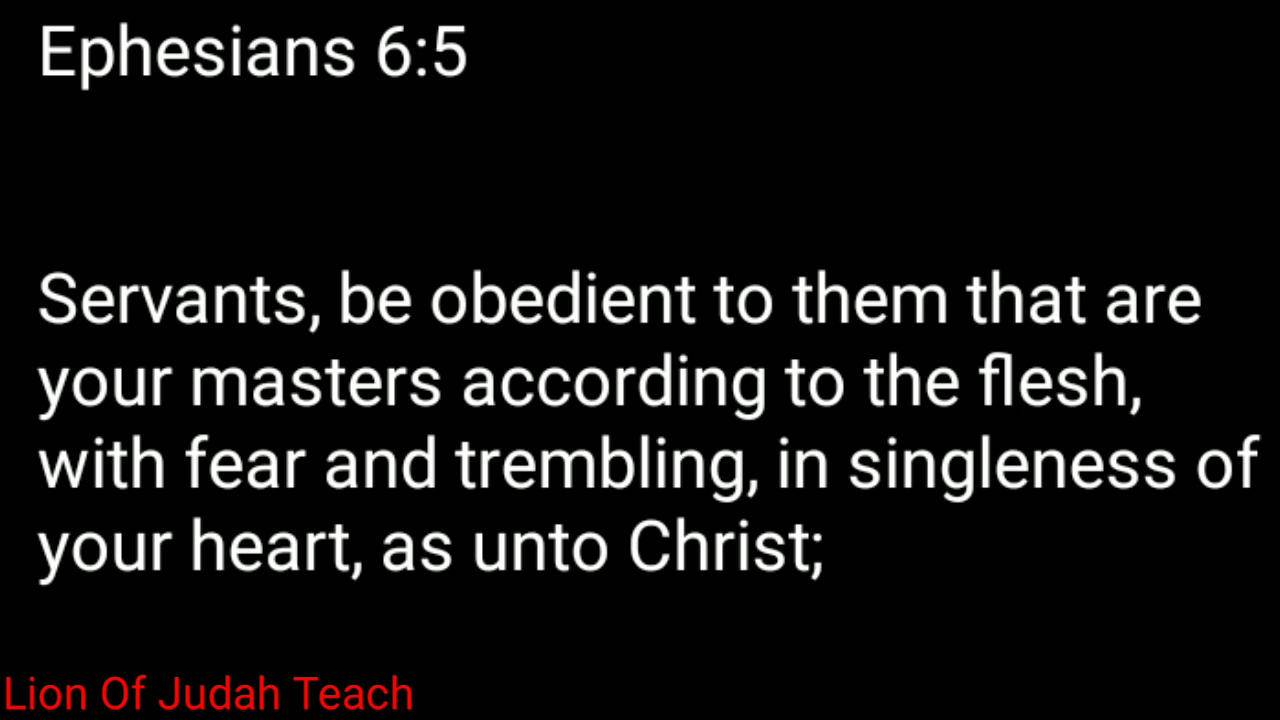 Ephesians 6:5
Servants, be obedient to them that are
your masters according to the flesh,
with fear and trembling, in singleness of
your heart, as unto Christ;
Lion Of Judah Teach